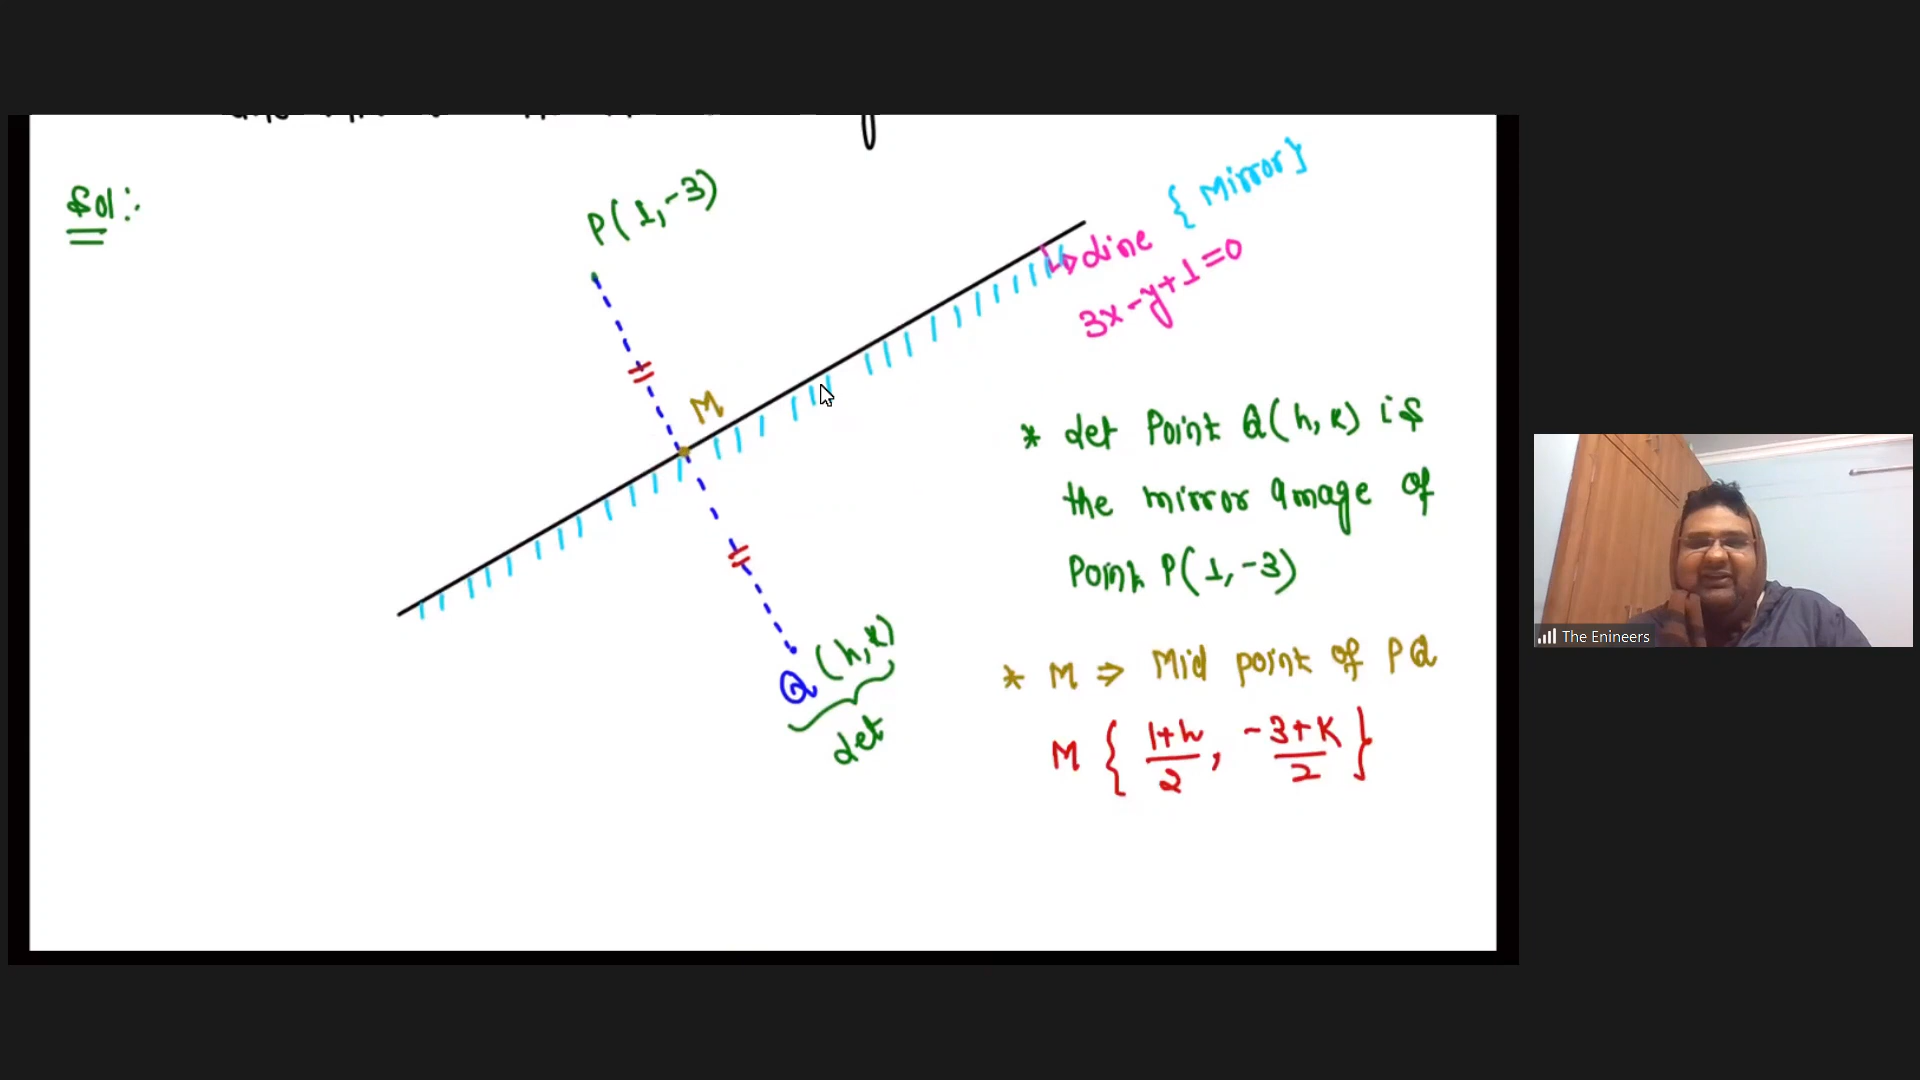 Sol:
P(1,-3)
{ Mirror }
Line
3x-y+1=0
M
* Let Point Q(h,k) is
the mirror image of
Point P(1,-3)
Q (h,k)
Let
* M ⇒ Mid point of PQ
M { 1+h/2 , -3+k/2 }
The Enineers